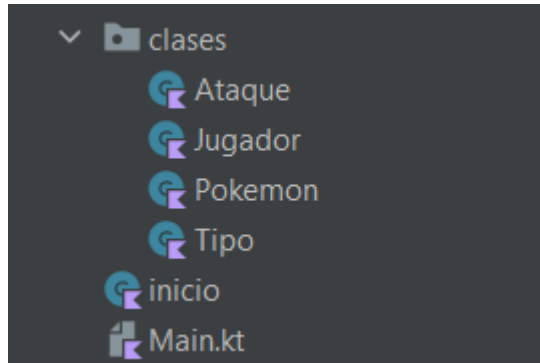 clases
Ataque
Jugador
Pokemon
Tipo
inicio
Main.kt